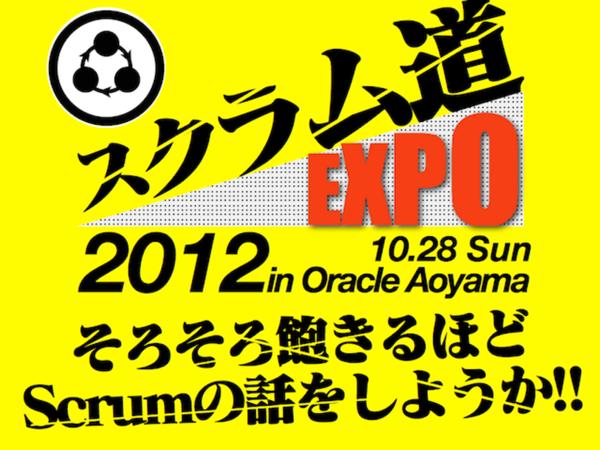 スクラム道
EXPO
2012 in Oracle Aoyama
10.28 Sun
そろそろ飽きるほど
Scrumの話をしようか!!